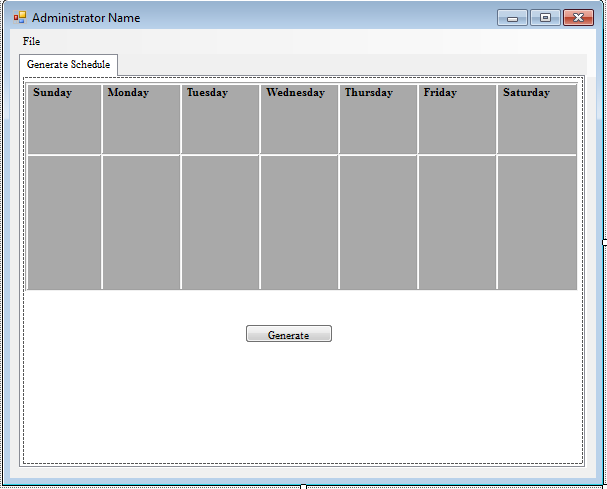 Administrator Name
File
Generate Schedule
Sunday Monday Tuesday Wednesday Thursday Friday Saturday
Generate